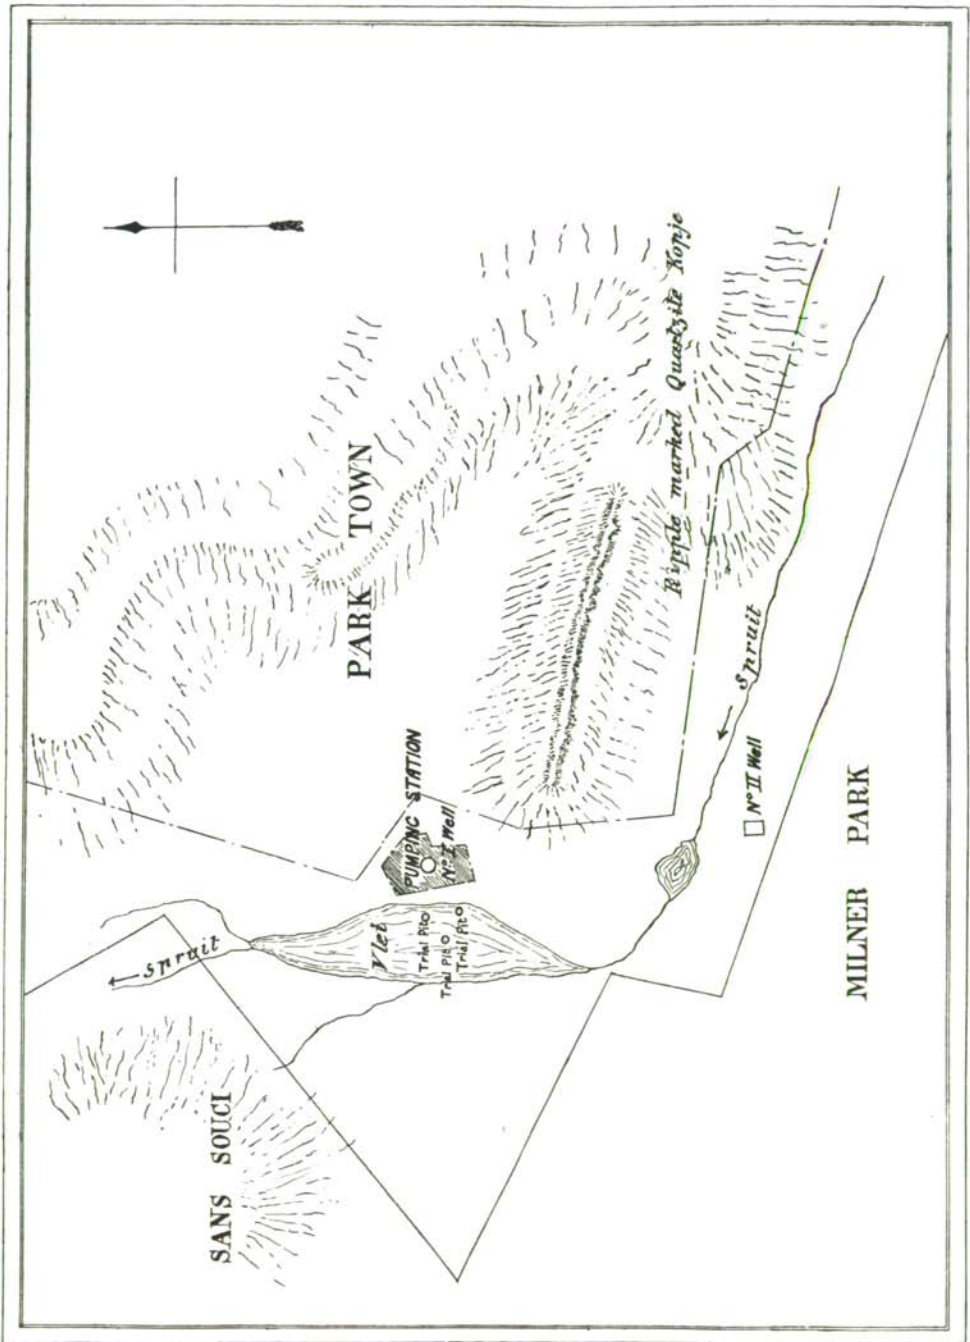 SANS SOUCI
Spruit
PARK TOWN
Vlei
Trial Pit
Trial Pit
Trial Pit
PUMPING STATION
Nº I Well
Ripple marked Quartzite Kopje
Spruit
Nº II Well
MILNER PARK